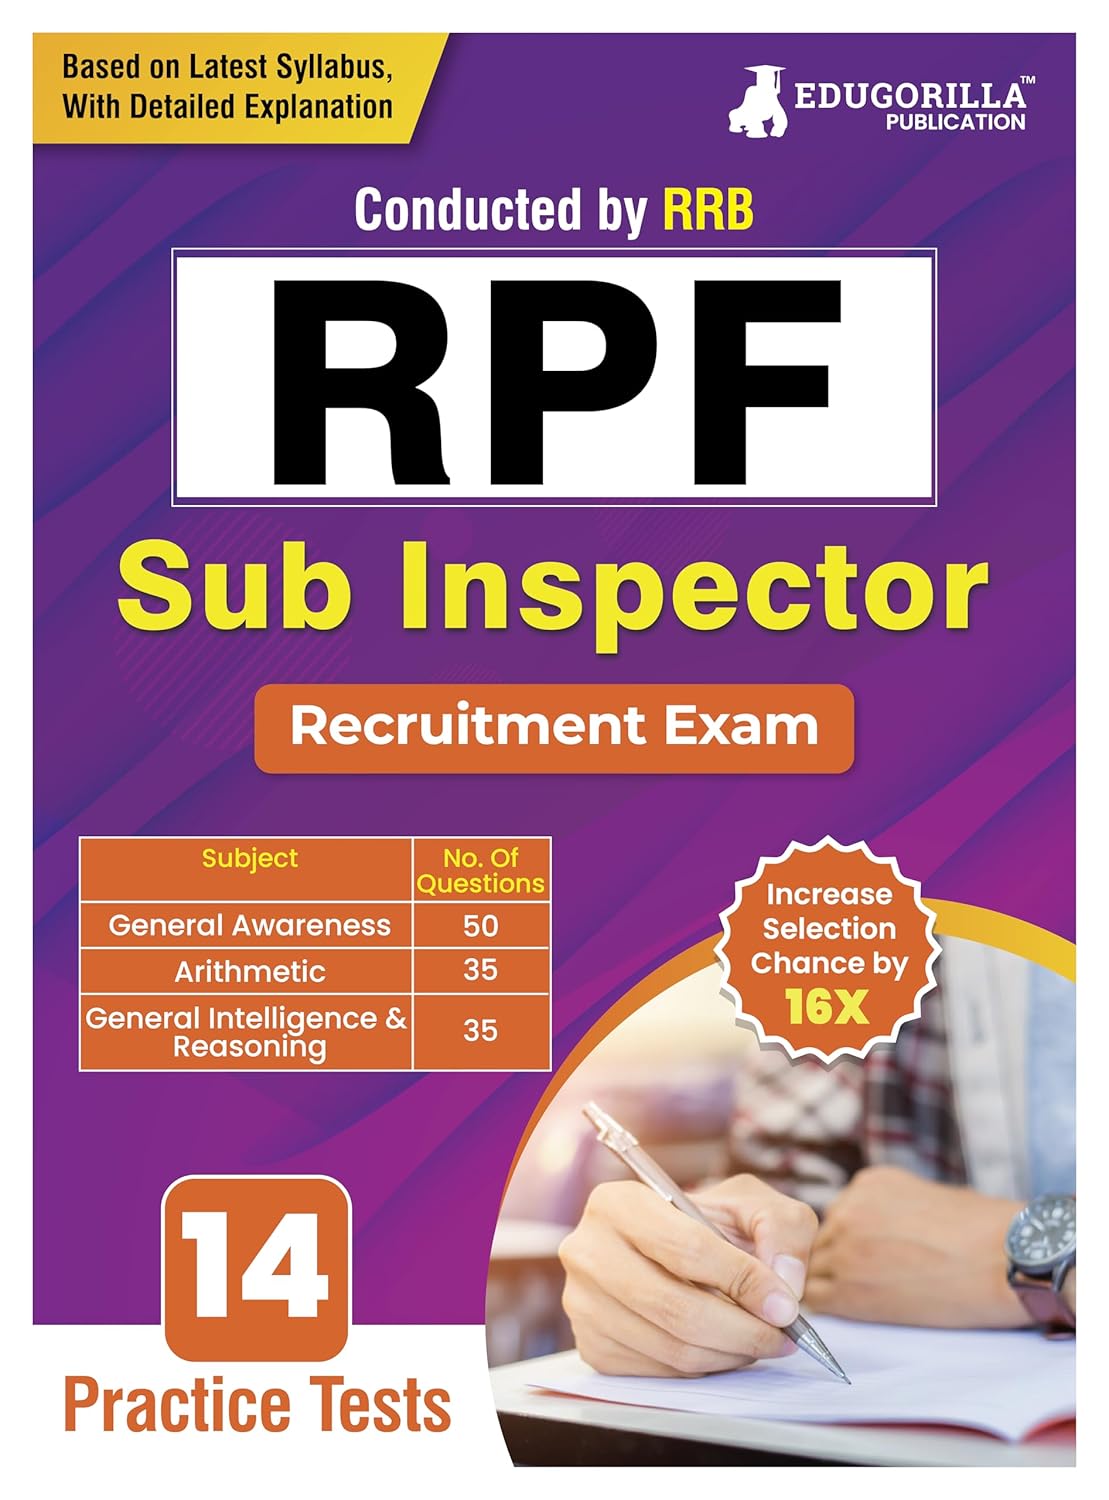 Based on Latest Syllabus,
With Detailed Explanation
EDUGORILLA™
PUBLICATION
Conducted by RRB
RPF
Sub Inspector
Recruitment Exam
Subject No. Of Questions
General Awareness 50
Arithmetic 35
General Intelligence & Reasoning 35
Increase
Selection
Chance by
16X
14
Practice Tests